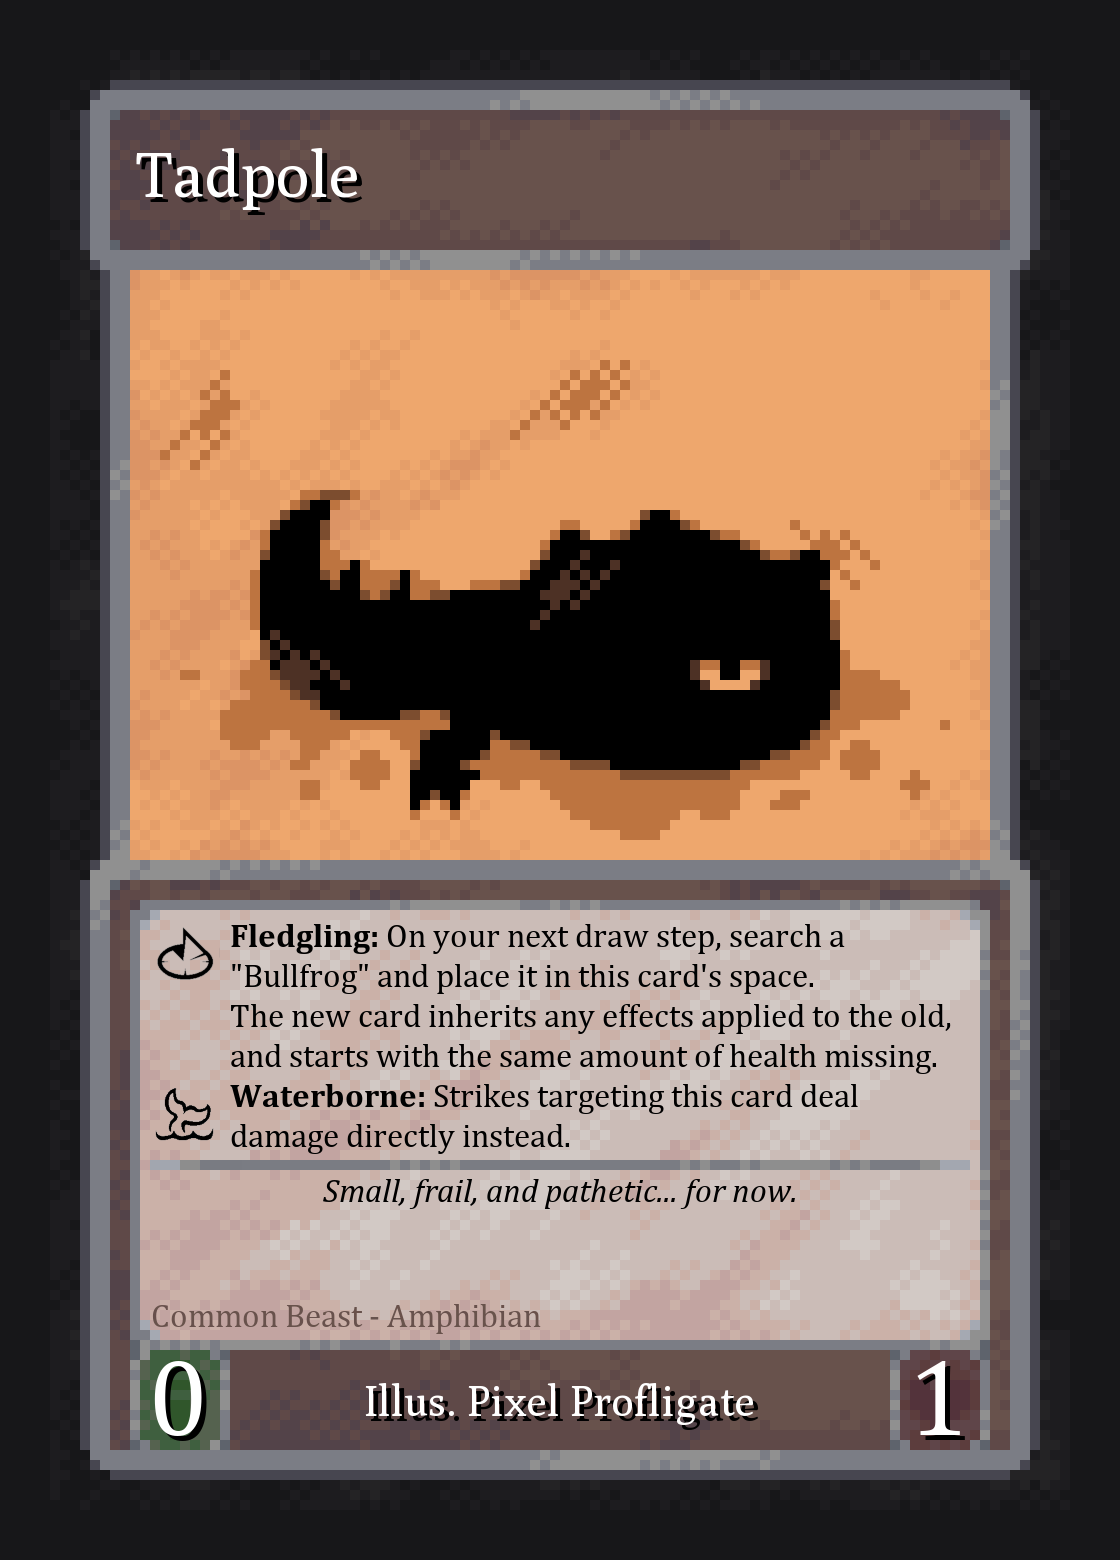 Tadpole
Fledgling: On your next draw step, search a
"Bullfrog" and place it in this card's space.
The new card inherits any effects applied to the old,
and starts with the same amount of health missing.
Waterborne: Strikes targeting this card deal
damage directly instead.
Small, frail, and pathetic... for now.
Common Beast - Amphibian
0
Illus. Pixel Profligate
1